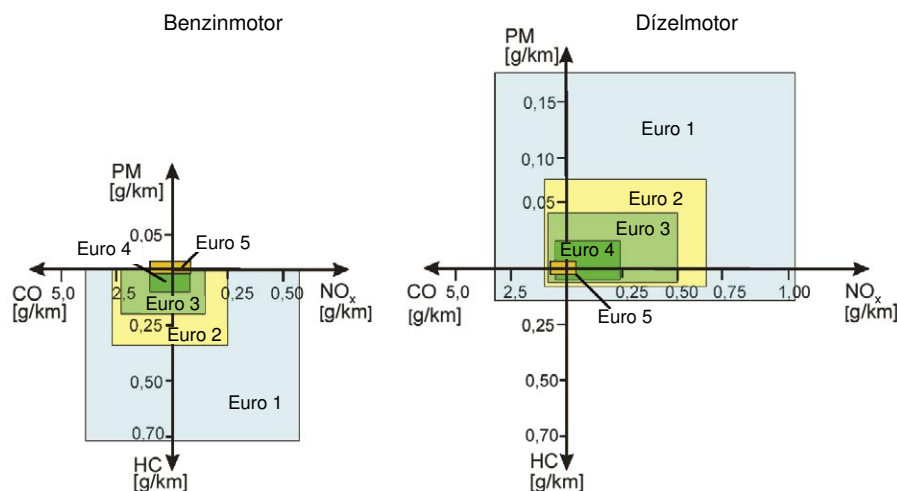 Benzinmotor
PM
[g/km]
0,05
Euro 4
Euro 5
CO
5,0
2,5
0,25
0,50
NOx
[g/km]
[g/km]
Euro 3
0,25
Euro 2
0,50
Euro 1
0,70
HC
[g/km]
Dízelmotor
PM
[g/km]
0,15
Euro 1
0,10
Euro 2
0,05
Euro 3
Euro 4
CO
5,0
2,5
0,25
0,50
1,00
NOx
[g/km]
[g/km]
Euro 5
0,25
0,50
0,70
HC
[g/km]